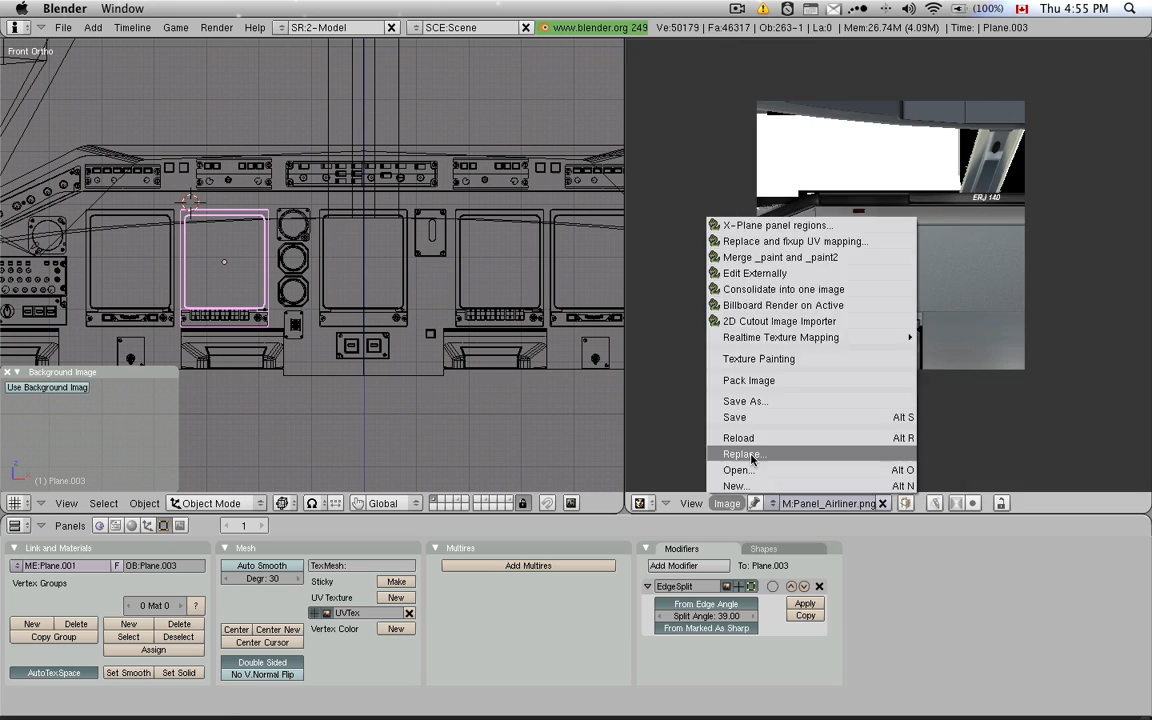 Blender Window (100%) Thu 4:55 PM
File Add Timeline Game Render Help SR:2-Model SCE:Scene www.blender.org 249 Ve:50179 | Fa:46317 | Ob:263-1 | La:0 | Mem:26.74M (4.09M) | Time: | Plane.003
Front Ortho
ERJ 140
X-Plane panel regions...
Replace and fixup UV mapping...
Merge _paint and _paint2
Edit Externally
Consolidate into one image
Billboard Render on Active
2D Cutout Image Importer
Realtime Texture Mapping
Texture Painting
Pack Image
Save As...
Save Alt S
Reload Alt R
Replace...
Open... Alt O
New... Alt N
Background Image
Use Background Imag
z
x
(1) Plane.003
View Select Object Object Mode Global
View Image M:Panel_Airliner.png
Panels 1
Link and Materials
ME:Plane.001 F OB:Plane.003
Vertex Groups
0 Mat 0 ?
New Delete New Delete
Copy Group Select Deselect
Assign
AutoTexSpace Set Smooth Set Solid
Mesh
Auto Smooth TexMesh:
Degr: 30 Sticky Make
UV Texture New
UVTex
Center Center New Vertex Color New
Center Cursor
Double Sided
No V.Normal Flip
Multires
Add Multires
Modifiers Shapes
Add Modifier To: Plane.003
EdgeSplit
From Edge Angle Apply
Split Angle: 39.00 Copy
From Marked As Sharp